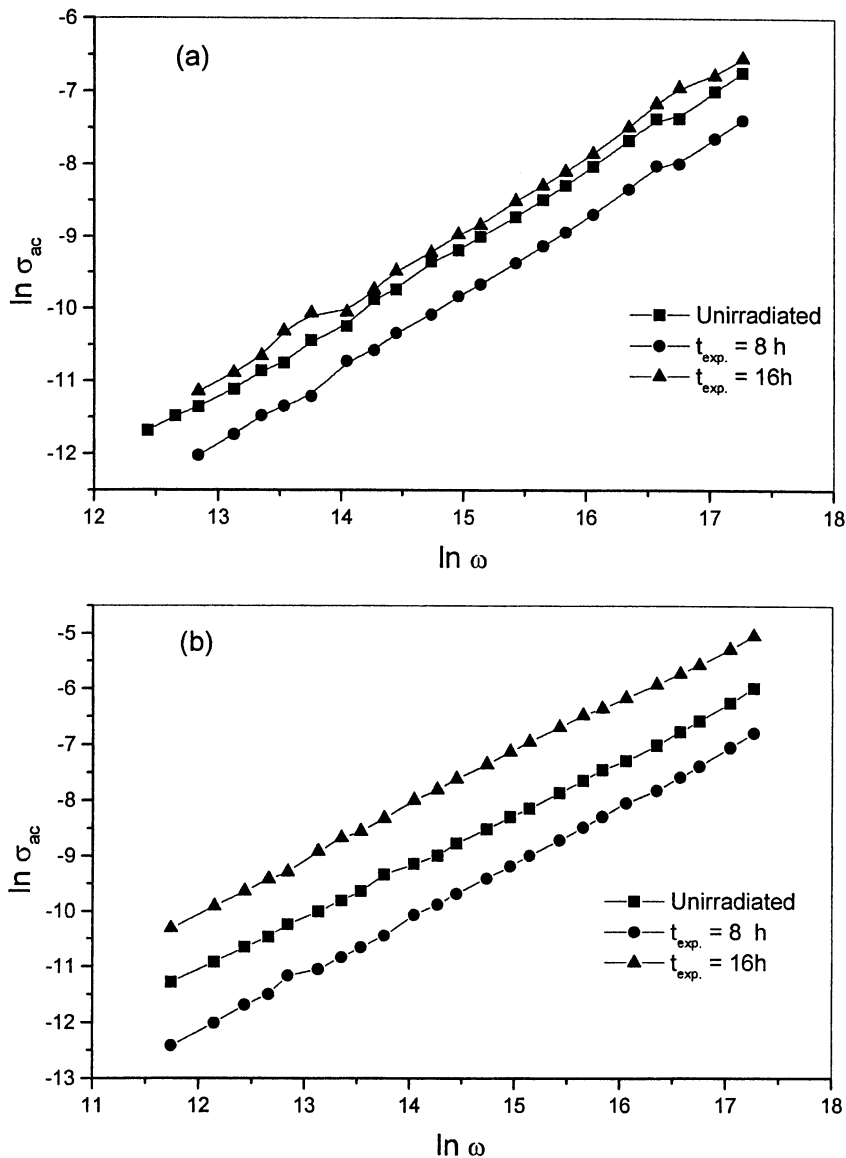 (a)
-6
-7
-8
-9
-10
-11
-12
ln σac
Unirradiated
texp. = 8 h
texp. = 16h
12 13 14 15 16 17 18
ln ω
(b)
-5
-6
-7
-8
-9
-10
-11
-12
-13
ln σac
Unirradiated
texp. = 8 h
texp. = 16h
11 12 13 14 15 16 17 18
ln ω